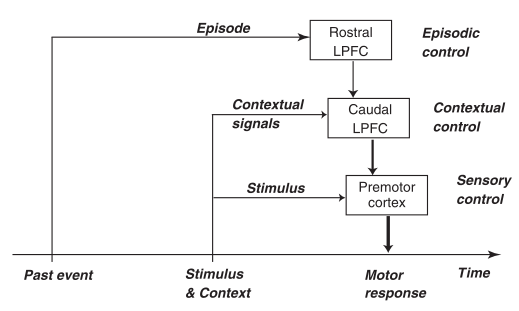 Episode
Rostral
LPFC
Episodic
control
Contextual
signals
Caudal
LPFC
Contextual
control
Stimulus
Premotor
cortex
Sensory
control
Past event
Stimulus
& Context
Motor
response
Time